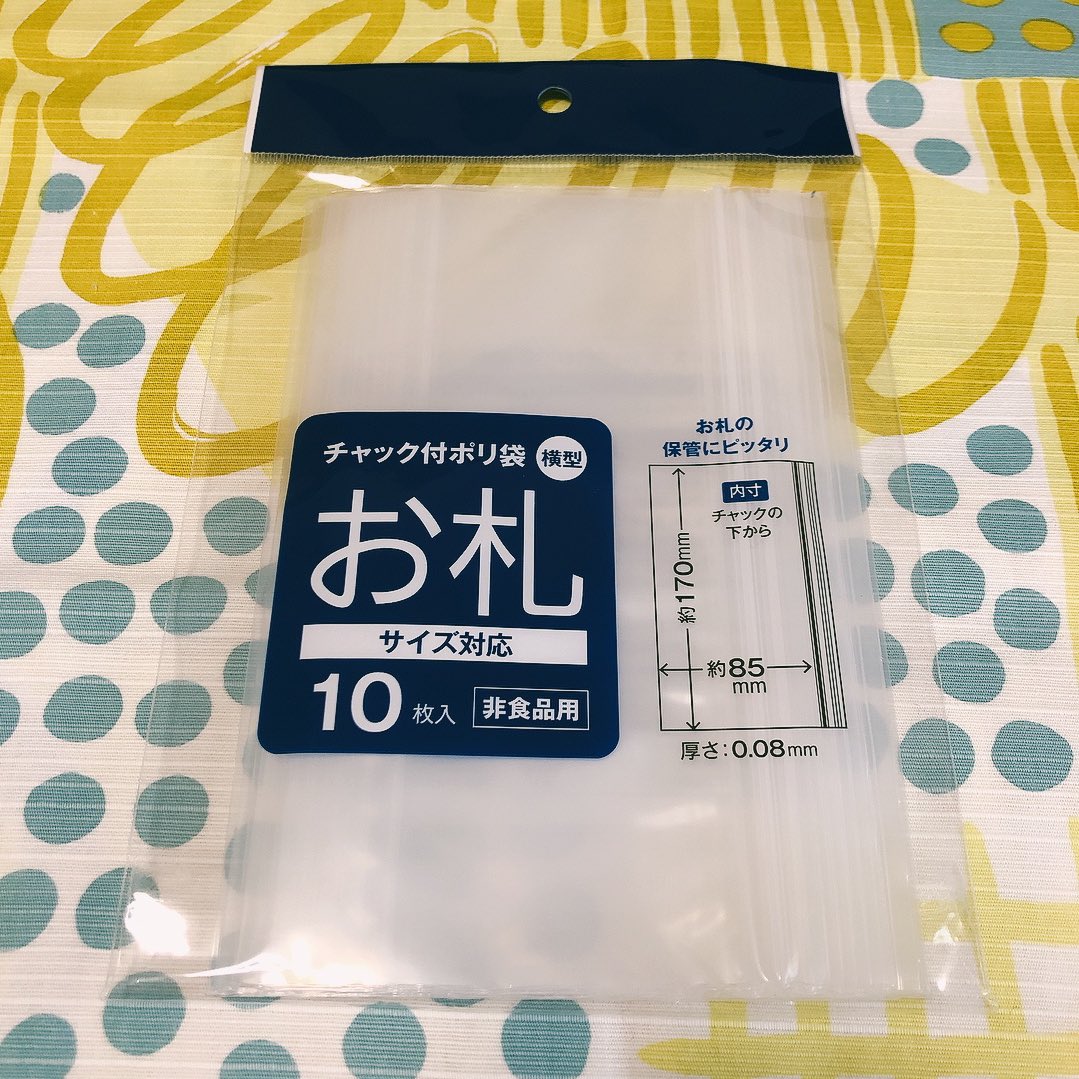 チャック付ポリ袋 横型
お札
サイズ対応
10枚入 非食品用
お札の
保管にピッタリ
内寸
チャックの
下から
約170mm
約85
mm
厚さ:0.08mm